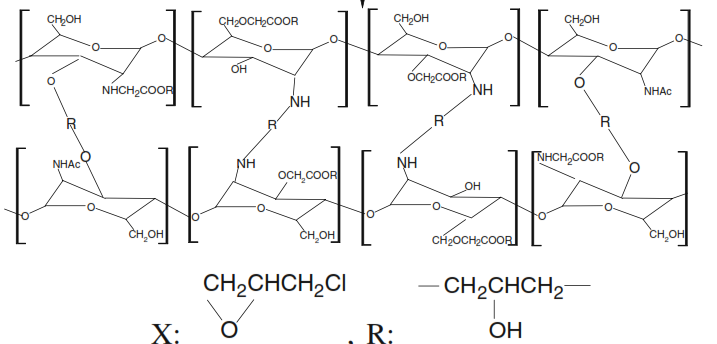 CH₂OH CH₂OCH₂COOR CH₂OH CH₂OH
O O O O O O O O
OH OCH₂COOR
O NHCH₂COOR NH NH O NHAc
R R R R
NHAc O NH OCH₂COOR NH OH NHCH₂COOR O
O O O O O O O O
CH₂OH CH₂OH CH₂OCH₂COOR CH₂OH
CH₂CHCH₂Cl — CH₂CHCH₂—
X: O , R: OH